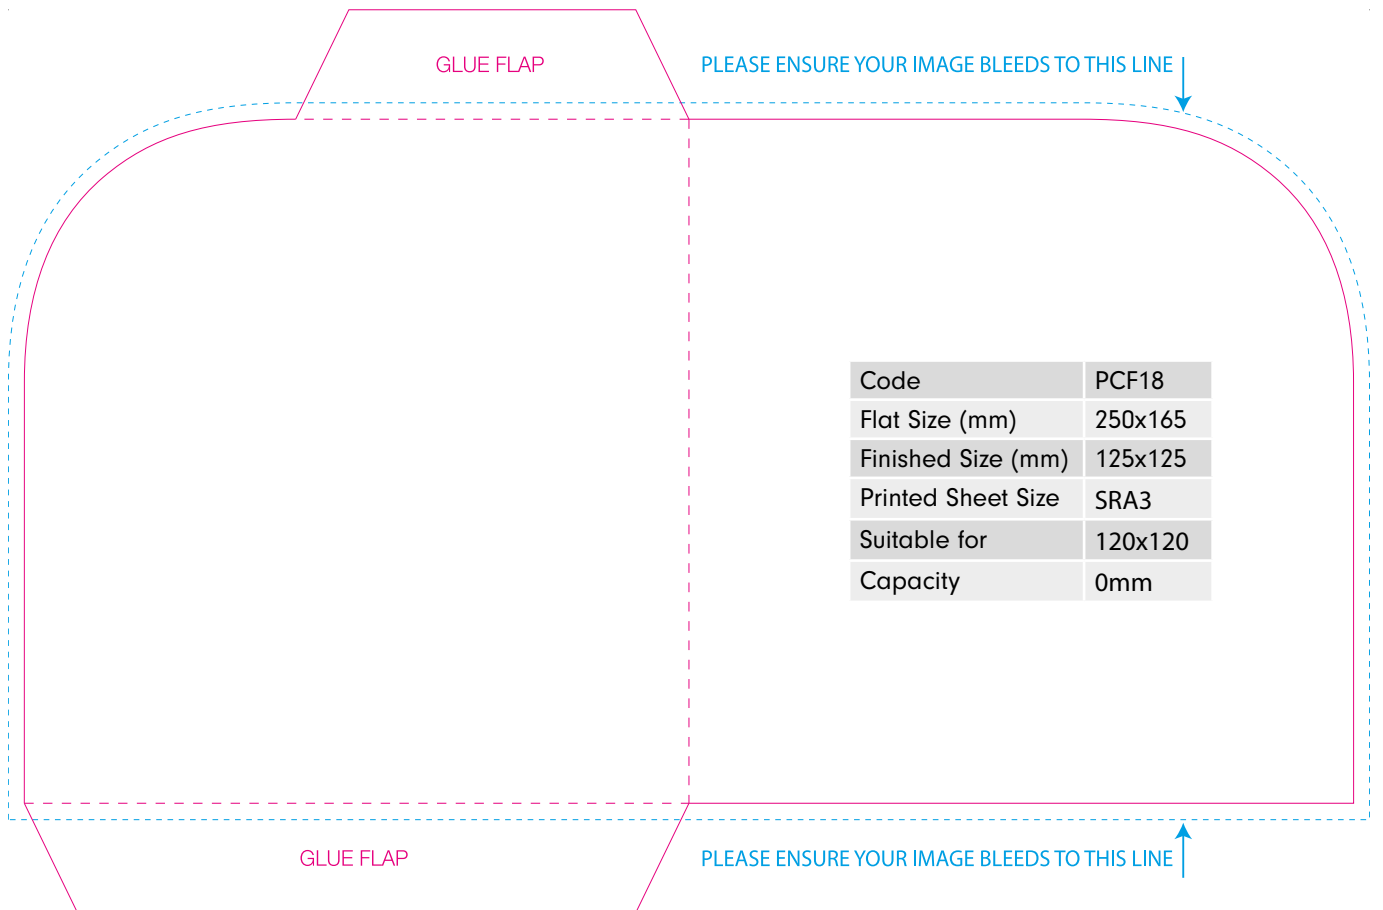 GLUE FLAP
PLEASE ENSURE YOUR IMAGE BLEEDS TO THIS LINE
Code PCF18
Flat Size (mm) 250x165
Finished Size (mm) 125x125
Printed Sheet Size SRA3
Suitable for 120x120
Capacity 0mm
GLUE FLAP
PLEASE ENSURE YOUR IMAGE BLEEDS TO THIS LINE